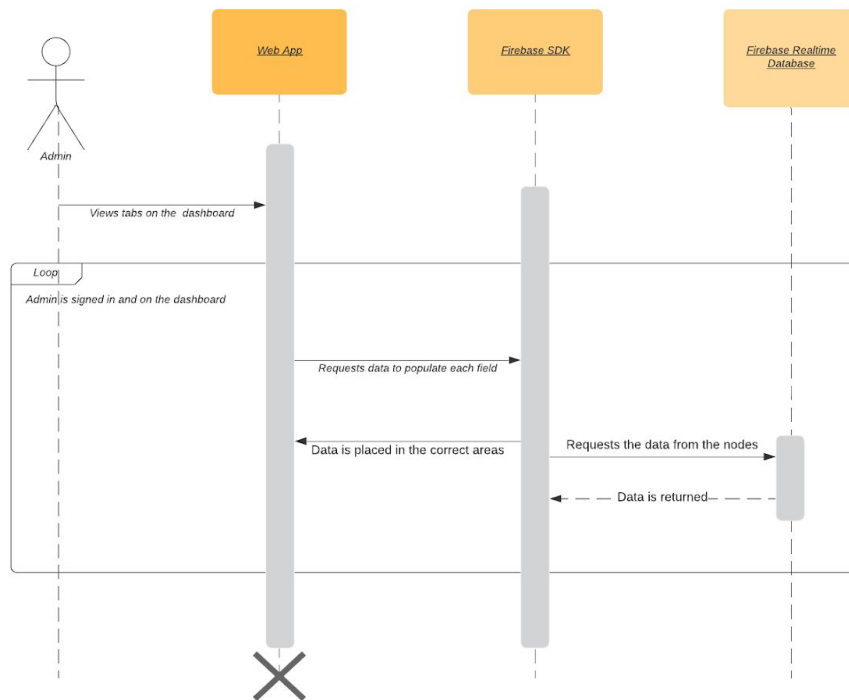 Web App
Firebase SDK
Firebase Realtime
Database
Admin
Views tabs on the dashboard
Loop
Admin is signed in and on the dashboard
Requests data to populate each field
Data is placed in the correct areas
Requests the data from the nodes
Data is returned